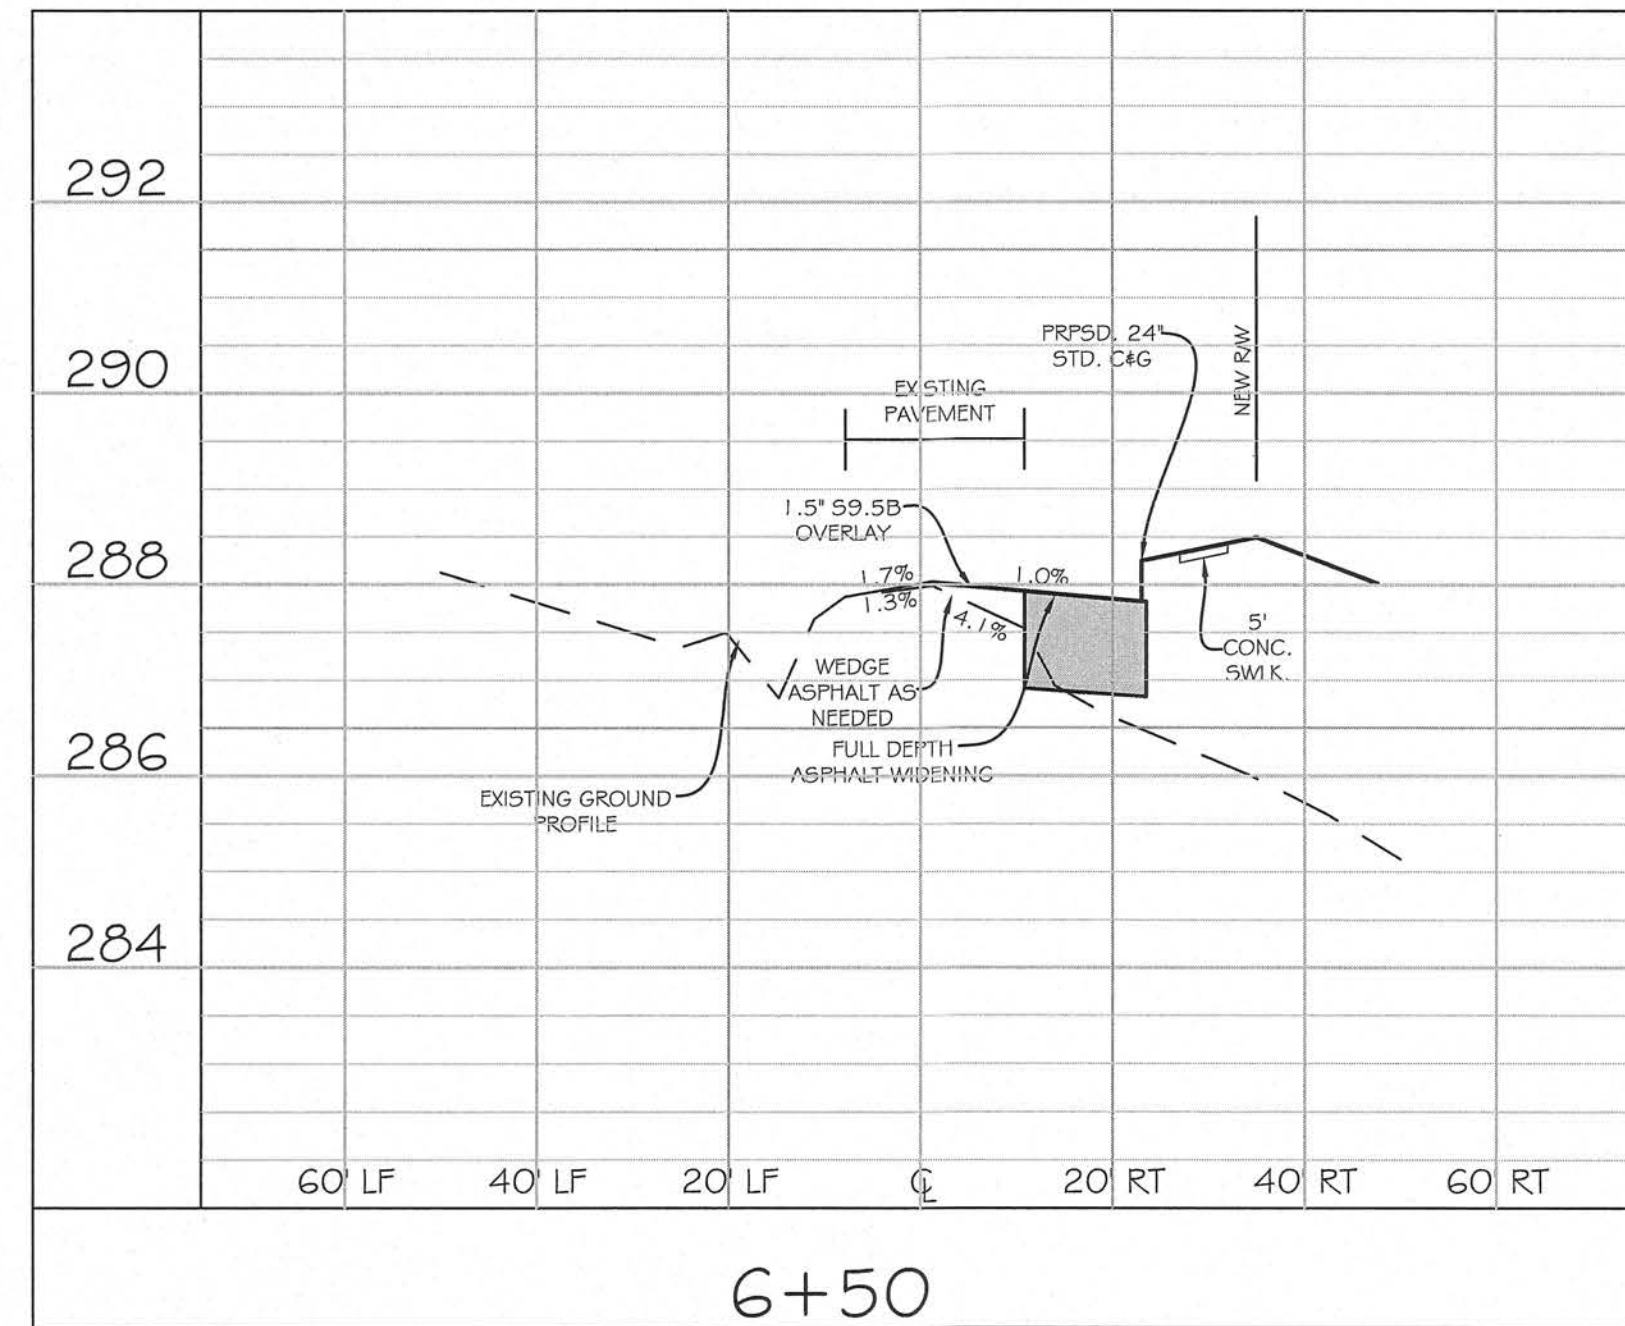 292
290
288
286
284
PRPSD. 24"
STD. C&G
NEW R/W
EXISTING
PAVEMENT
1.5" S9.5B
OVERLAY
1.7%
1.0%
1.3%
4.1%
5'
CONC.
SWLK.
WEDGE
ASPHALT AS
NEEDED
FULL DEPTH
ASPHALT WIDENING
EXISTING GROUND
PROFILE
60' LF
40' LF
20' LF
℄
20' RT
40' RT
60' RT
6+50